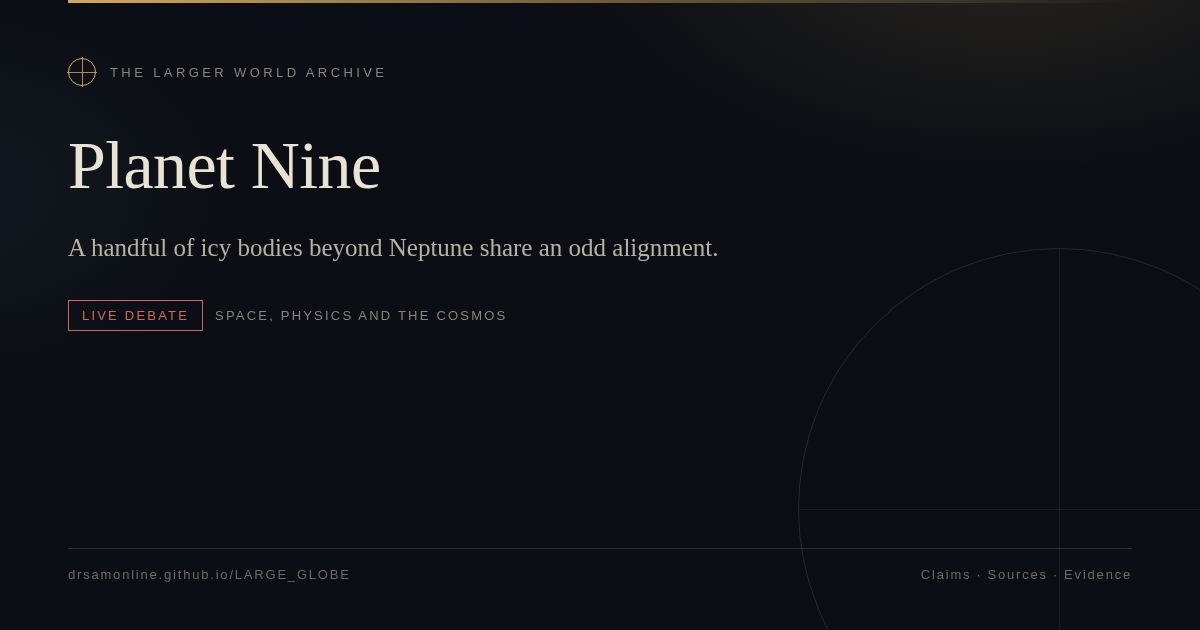 THE LARGER WORLD ARCHIVE
Planet Nine
A handful of icy bodies beyond Neptune share an odd alignment.
LIVE DEBATE SPACE, PHYSICS AND THE COSMOS
drsamonline.github.io/LARGE_GLOBE
Claims · Sources · Evidence